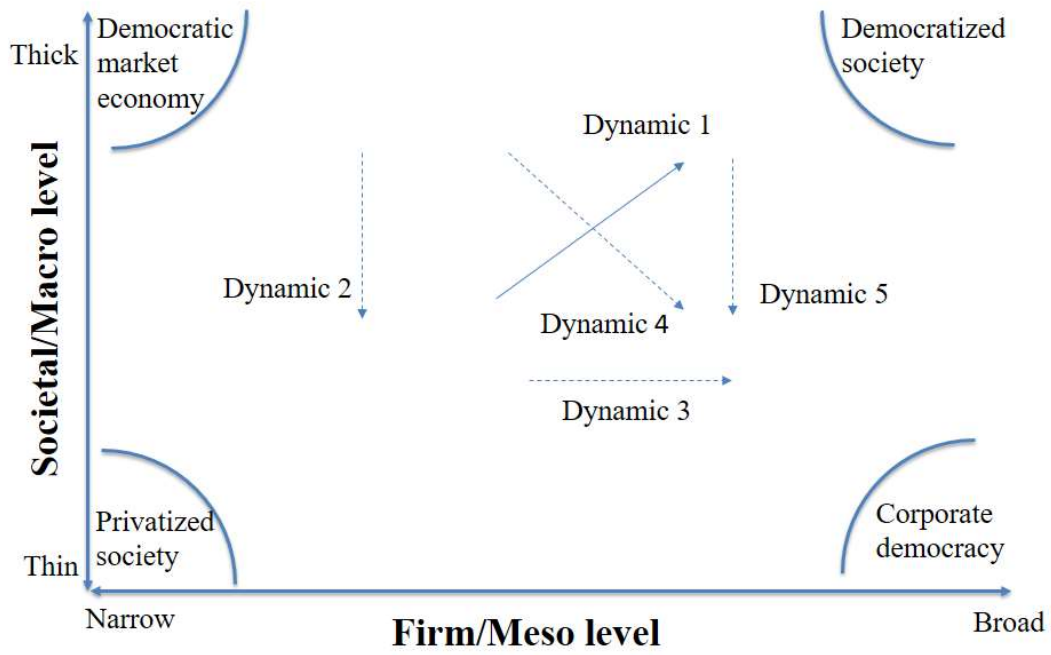 Democratic
market
economy
Democratized
society
Thick
Dynamic 1
Societal/Macro level
Dynamic 2
Dynamic 5
Dynamic 4
Dynamic 3
Privatized
society
Corporate
democracy
Thin
Narrow
Firm/Meso level
Broad